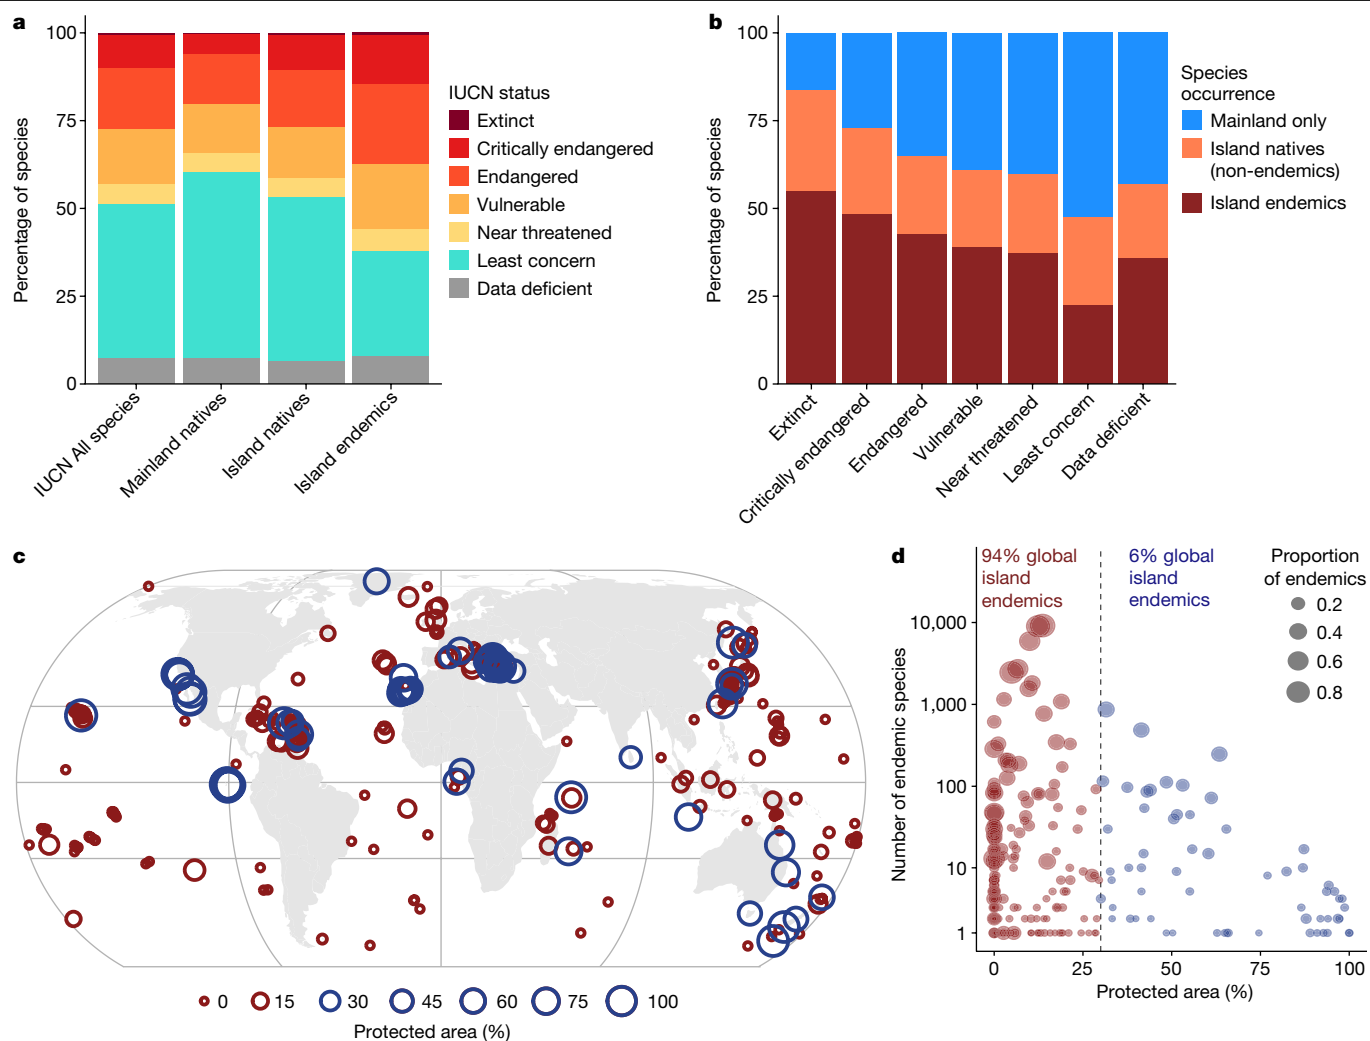 a
100
75
50
25
0
Percentage of species
IUCN All species
Mainland natives
Island natives
Island endemics
IUCN status
Extinct
Critically endangered
Endangered
Vulnerable
Near threatened
Least concern
Data deficient
b
100
75
50
25
0
Percentage of species
Extinct
Critically endangered
Endangered
Vulnerable
Near threatened
Least concern
Data deficient
Species
occurrence
Mainland only
Island natives
(non-endemics)
Island endemics
c
0
15
30
45
60
75
100
Protected area (%)
d
94% global
island
endemics
6% global
island
endemics
Proportion
of endemics
0.2
0.4
0.6
0.8
10,000
1,000
100
10
1
Number of endemic species
0
25
50
75
100
Protected area (%)